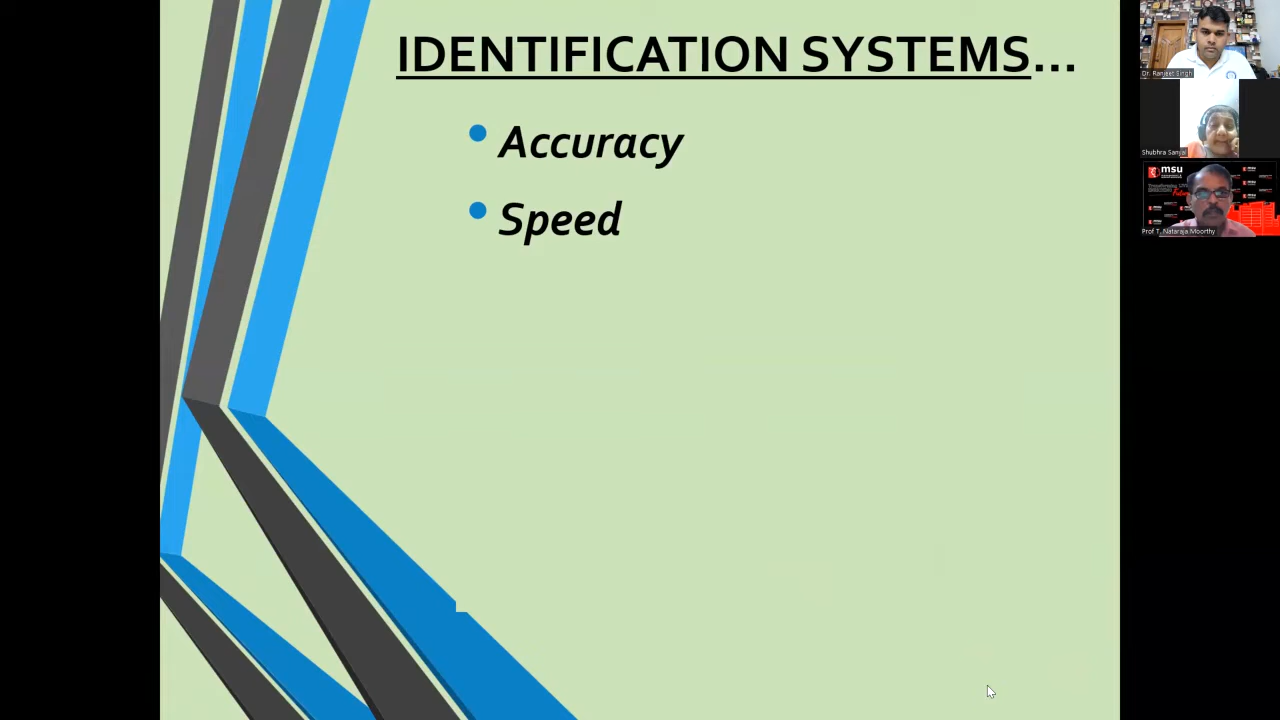 IDENTIFICATION SYSTEMS...
• Accuracy
• Speed
Dr. Ranjeet Singh
Shubhra Sanyal
msu
Prof T. Nataraja Moorthy